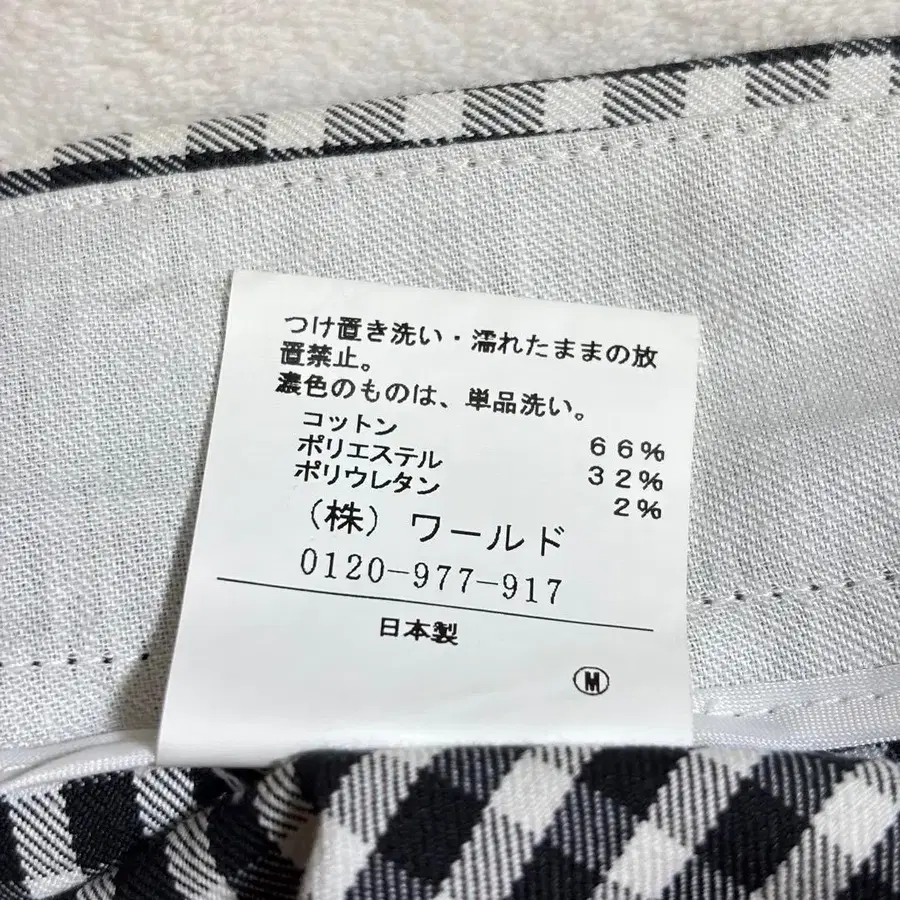 つけ置き洗い・濡れたままの放
置禁止。
濃色のものは、単品洗い。
コットン 66%
ポリエステル 32%
ポリウレタン 2%
(株) ワールド
0120-977-917
日本製
M